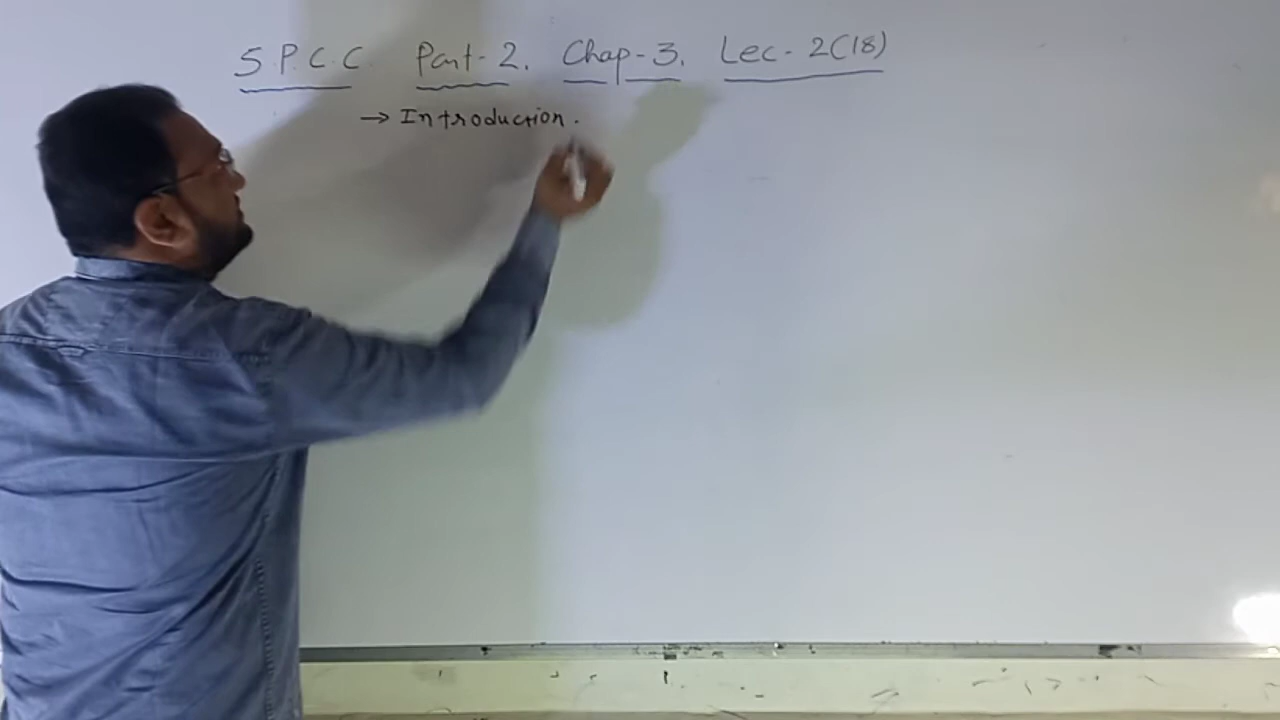 S.P.C.C. Part-2. Chap-3. Lec-2(18)
→ Introduction.